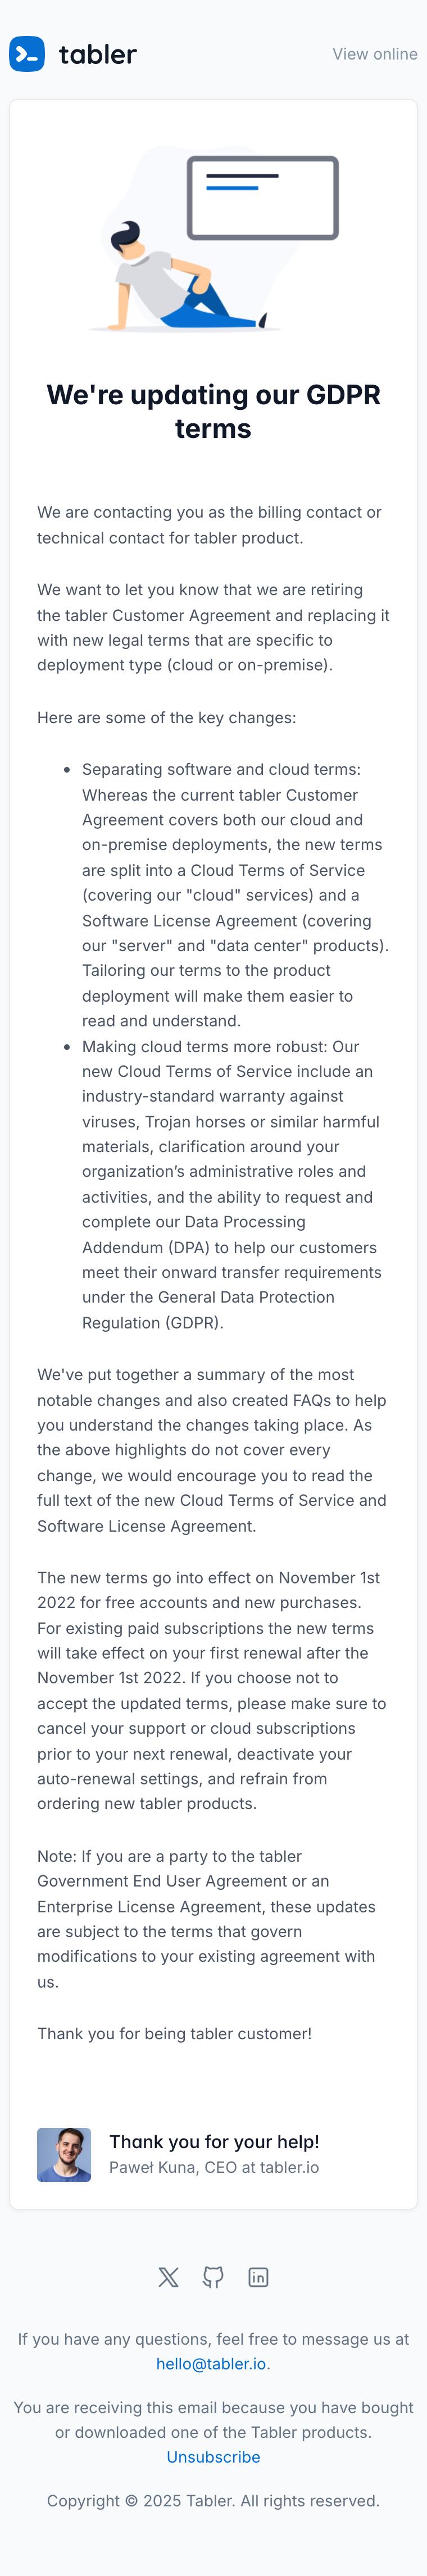 tabler
View online
We're updating our GDPR
terms
We are contacting you as the billing contact or
technical contact for tabler product.
We want to let you know that we are retiring
the tabler Customer Agreement and replacing it
with new legal terms that are specific to
deployment type (cloud or on-premise).
Here are some of the key changes:
• Separating software and cloud terms:
Whereas the current tabler Customer
Agreement covers both our cloud and
on-premise deployments, the new terms
are split into a Cloud Terms of Service
(covering our "cloud" services) and a
Software License Agreement (covering
our "server" and "data center" products).
Tailoring our terms to the product
deployment will make them easier to
read and understand.
• Making cloud terms more robust: Our
new Cloud Terms of Service include an
industry-standard warranty against
viruses, Trojan horses or similar harmful
materials, clarification around your
organization’s administrative roles and
activities, and the ability to request and
complete our Data Processing
Addendum (DPA) to help our customers
meet their onward transfer requirements
under the General Data Protection
Regulation (GDPR).
We've put together a summary of the most
notable changes and also created FAQs to help
you understand the changes taking place. As
the above highlights do not cover every
change, we would encourage you to read the
full text of the new Cloud Terms of Service and
Software License Agreement.
The new terms go into effect on November 1st
2022 for free accounts and new purchases.
For existing paid subscriptions the new terms
will take effect on your first renewal after the
November 1st 2022. If you choose not to
accept the updated terms, please make sure to
cancel your support or cloud subscriptions
prior to your next renewal, deactivate your
auto-renewal settings, and refrain from
ordering new tabler products.
Note: If you are a party to the tabler
Government End User Agreement or an
Enterprise License Agreement, these updates
are subject to the terms that govern
modifications to your existing agreement with
us.
Thank you for being tabler customer!
Thank you for your help!
Paweł Kuna, CEO at tabler.io
If you have any questions, feel free to message us at
hello@tabler.io.
You are receiving this email because you have bought
or downloaded one of the Tabler products.
Unsubscribe
Copyright © 2025 Tabler. All rights reserved.